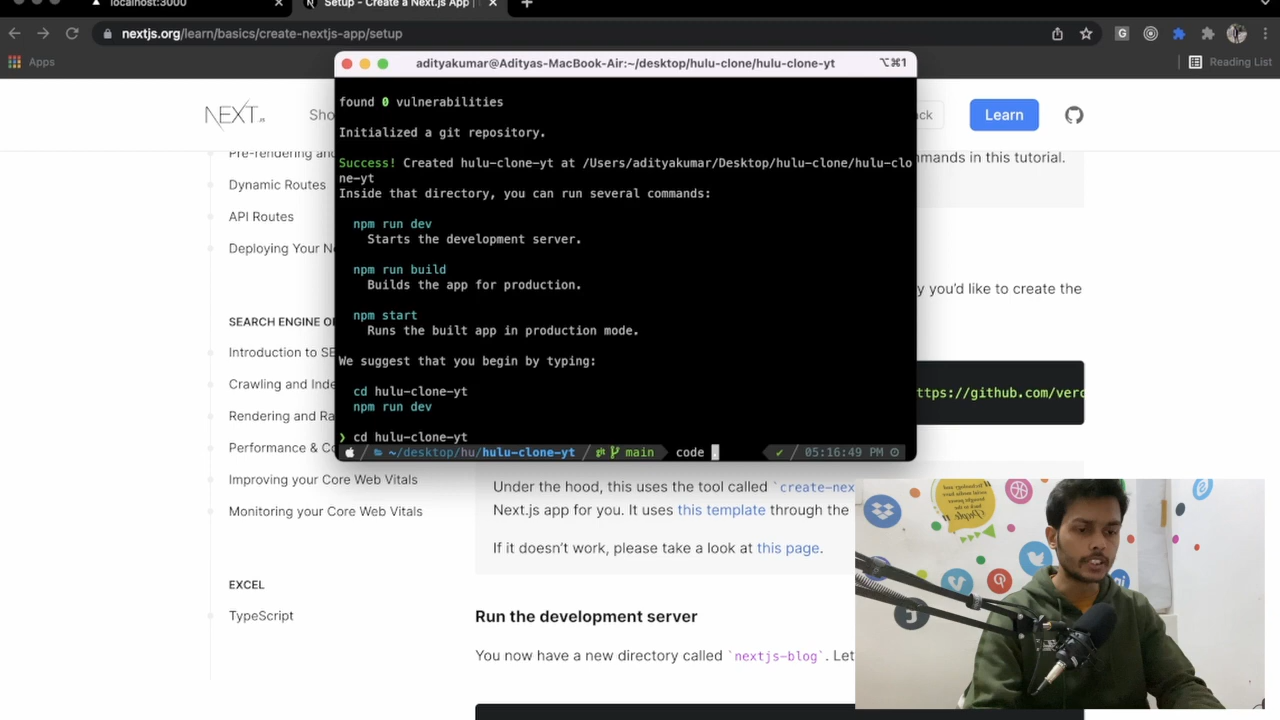 localhost:3000
Setup - Create a Next.js App
nextjs.org/learn/basics/create-nextjs-app/setup
Apps
Reading List
adityakumar@Adityas-MacBook-Air:~/desktop/hulu-clone/hulu-clone-yt
⌥⌘1
NEXT.JS
Sho
ck
Learn
Pre-rendering and
Dynamic Routes
API Routes
Deploying Your Ne
SEARCH ENGINE OP
Introduction to SE
Crawling and Inde
Rendering and Ra
Performance & Co
Improving your Core Web Vitals
Monitoring your Core Web Vitals
EXCEL
TypeScript
found 0 vulnerabilities
Initialized a git repository.
Success! Created hulu-clone-yt at /Users/adityakumar/Desktop/hulu-clone/hulu-clo
ne-yt
Inside that directory, you can run several commands:
npm run dev
Starts the development server.
npm run build
Builds the app for production.
npm start
Runs the built app in production mode.
We suggest that you begin by typing:
cd hulu-clone-yt
npm run dev
❯ cd hulu-clone-yt
~/desktop/hu/hulu-clone-yt main code . ✔ 05:16:49 PM
mmands in this tutorial.
y you'd like to create the
ttps://github.com/verc
Under the hood, this uses the tool called `create-nex
Next.js app for you. It uses this template through the
If it doesn't work, please take a look at this page.
Run the development server
You now have a new directory called `nextjs-blog`. Let